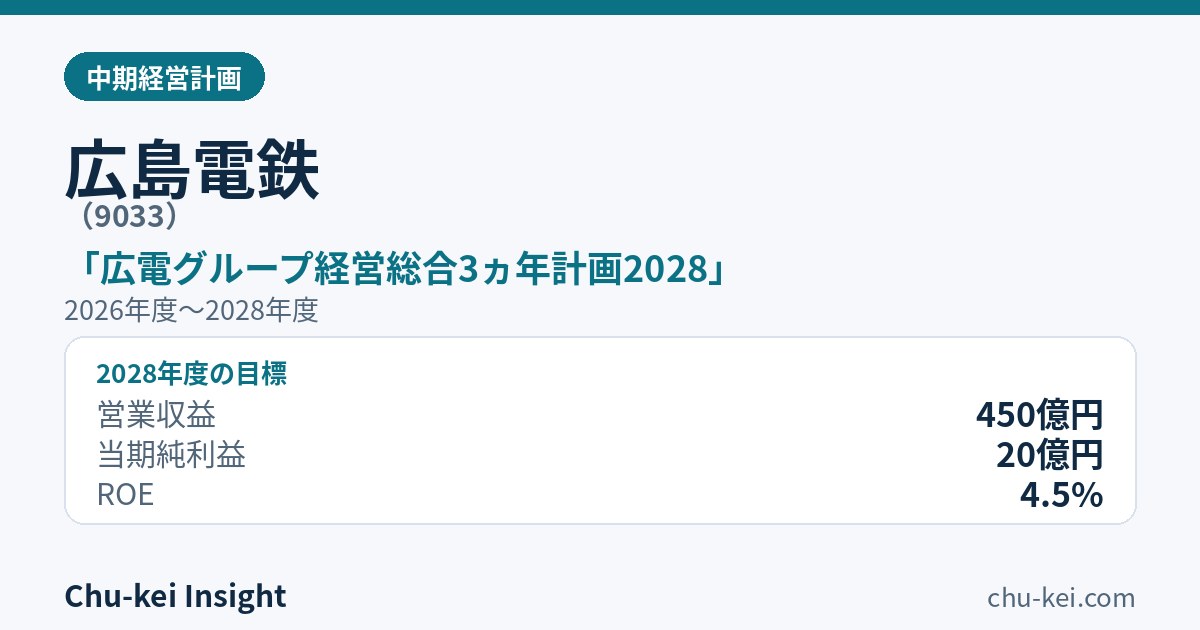 中期経営計画
広島電鉄
（9033）
「広電グループ経営総合3ヵ年計画2028」
2026年度～2028年度
2028年度の目標
営業収益 450億円
当期純利益 20億円
ROE 4.5%
Chu-kei Insight chu-kei.com